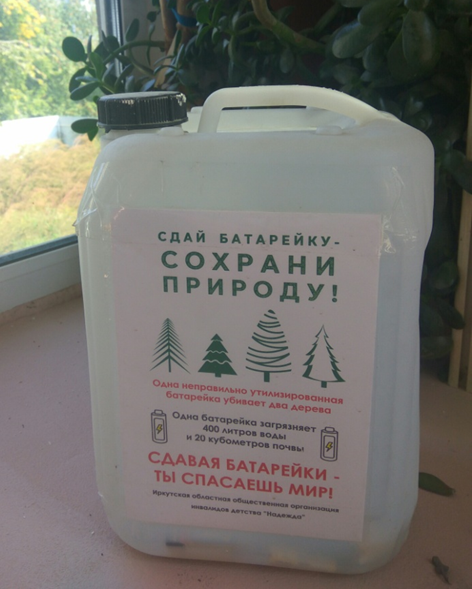 СДАЙ БАТАРЕЙКУ-
СОХРАНИ
ПРИРОДУ!
Одна неправильно утилизированная
батарейка убивает два дерева
Одна батарейка загрязняет
400 литров воды
и 20 кубометров почвы
СДАВАЯ БАТАРЕЙКИ -
ТЫ СПАСАЕШЬ МИР!
Иркутская областная общественная организация
инвалидов детства "Надежда"